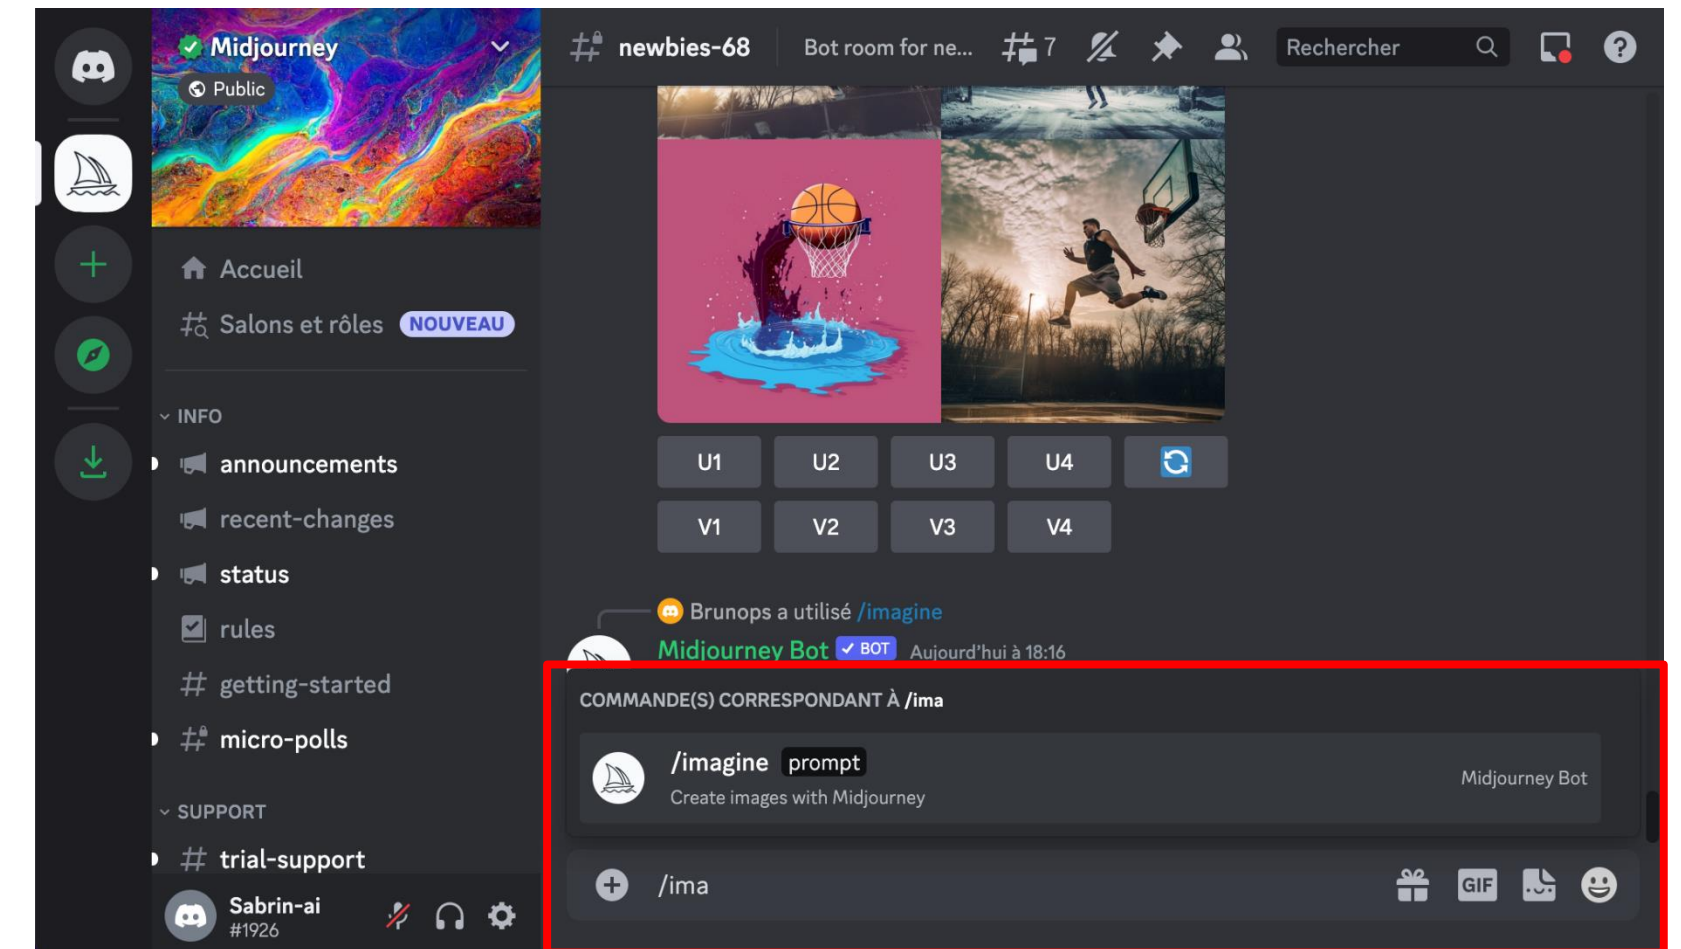 Midjourney
Public
Accueil
Salons et rôles NOUVEAU
INFO
announcements
recent-changes
status
rules
getting-started
micro-polls
SUPPORT
trial-support
Sabrin-ai
#1926
newbies-68 Bot room for ne... 7 Rechercher
U1 U2 U3 U4
V1 V2 V3 V4
Brunops a utilisé /imagine
Midjourney Bot BOT Aujourd'hui à 18:16
COMMANDE(S) CORRESPONDANT À /ima
/imagine prompt
Create images with Midjourney
Midjourney Bot
/ima
GIF